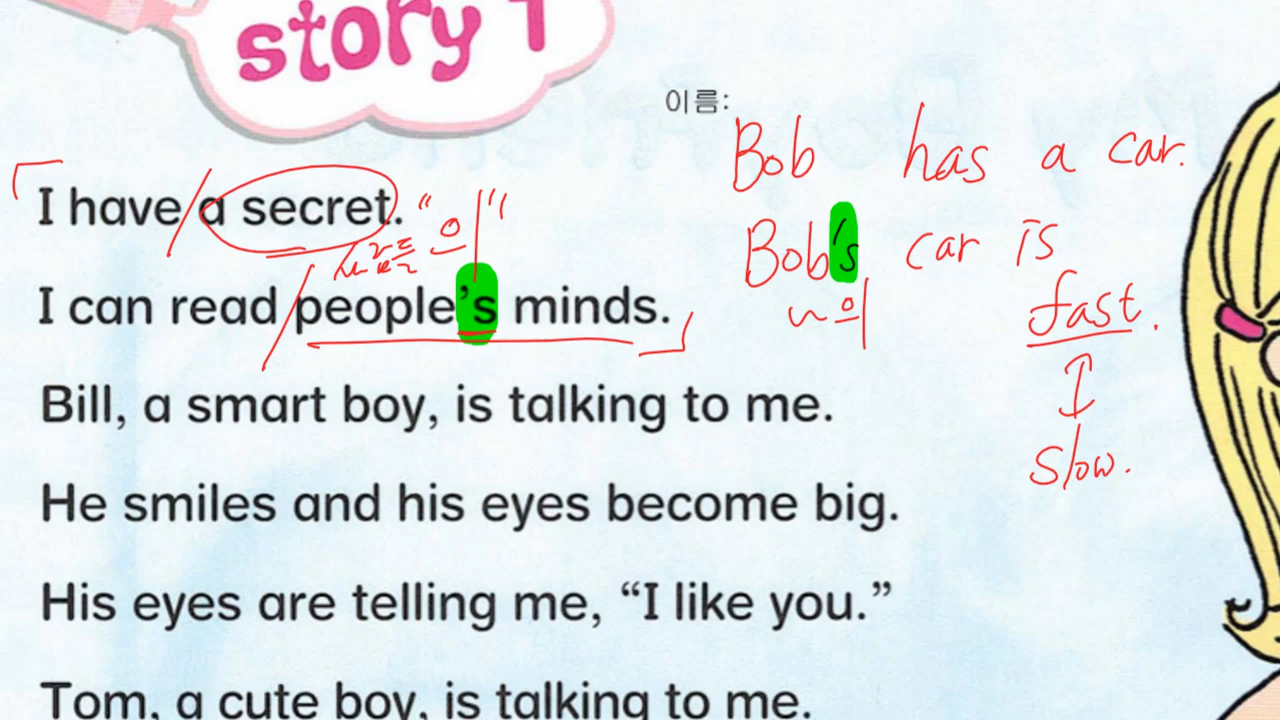 story 1
이름:
Bob has a car.
I have a secret. "의"
사람들
Bob's car is
fast.
I can read people's minds.
~의
Bill, a smart boy, is talking to me.
slow.
He smiles and his eyes become big.
His eyes are telling me, “I like you.”
Tom, a cute boy, is talking to me.